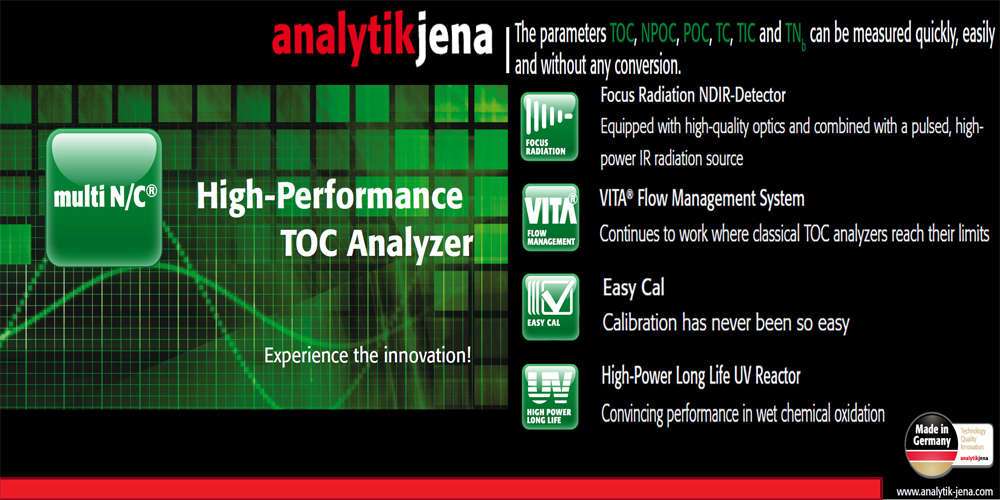 analytikjena
The parameters TOC, NPOC, POC, TC, TIC and TNb can be measured quickly, easily
and without any conversion.
multi N/C®
High-Performance
TOC Analyzer
Experience the innovation!
FOCUS
RADIATION
Focus Radiation NDIR-Detector
Equipped with high-quality optics and combined with a pulsed, high-
power IR radiation source
VITA®
FLOW
MANAGEMENT
VITA® Flow Management System
Continues to work where classical TOC analyzers reach their limits
EASY CAL
Easy Cal
Calibration has never been so easy
UV
HIGH POWER
LONG LIFE
High-Power Long Life UV Reactor
Convincing performance in wet chemical oxidation
Made in
Germany
Technology
Quality
Innovation
analytikjena
www.analytik-jena.com